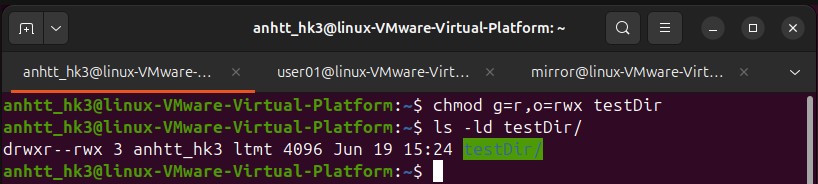 anhtt_hk3@linux-VMware-Virtual-Platform: ~
anhtt_hk3@linux-VMware-... user01@linux-VMware-Virt... mirror@linux-VMware-Virt...
anhtt_hk3@linux-VMware-Virtual-Platform:~$ chmod g=r,o=rwx testDir
anhtt_hk3@linux-VMware-Virtual-Platform:~$ ls -ld testDir/
drwxr--rwx 3 anhtt_hk3 ltmt 4096 Jun 19 15:24 testDir/
anhtt_hk3@linux-VMware-Virtual-Platform:~$